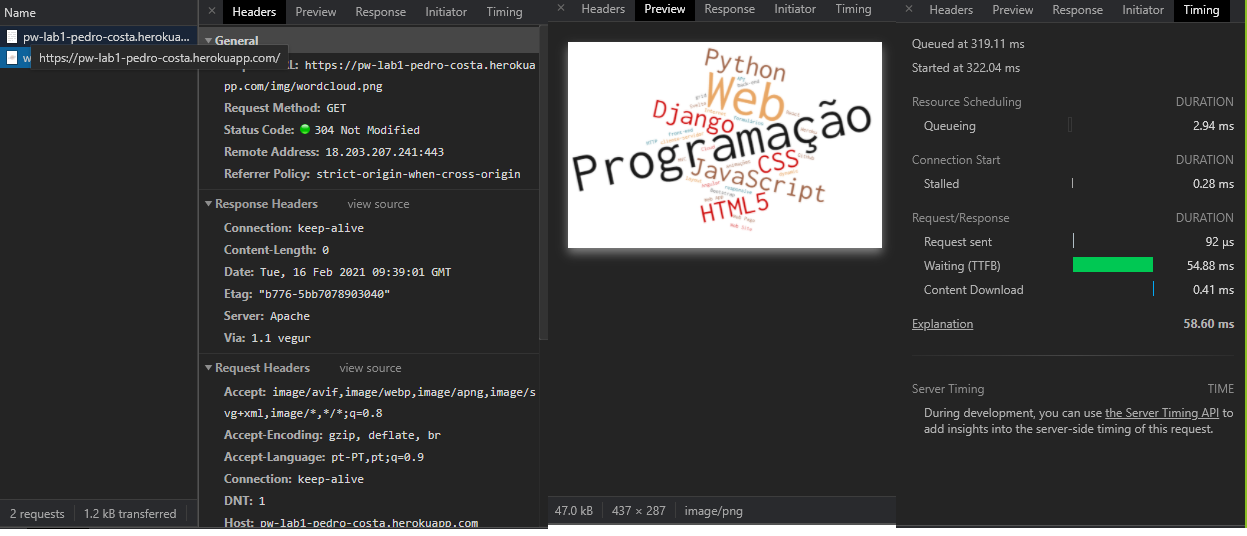 Name
pw-lab1-pedro-costa.herokua...
w
https://pw-lab1-pedro-costa.herokuapp.com/
2 requests
1.2 kB transferred
× Headers Preview Response Initiator Timing
General
https://pw-lab1-pedro-costa.heroku
app.com/img/wordcloud.png
Request Method: GET
Status Code: 304 Not Modified
Remote Address: 18.203.207.241:443
Referrer Policy: strict-origin-when-cross-origin
Response Headers view source
Connection: keep-alive
Content-Length: 0
Date: Tue, 16 Feb 2021 09:39:01 GMT
Etag: "b776-5bb7078903040"
Server: Apache
Via: 1.1 vegur
Request Headers view source
Accept: image/avif,image/webp,image/apng,image/s
vg+xml,image/*,*/*;q=0.8
Accept-Encoding: gzip, deflate, br
Accept-Language: pt-PT,pt;q=0.9
Connection: keep-alive
DNT: 1
Host: pw-lab1-pedro-costa.herokuapp.com
× Headers Preview Response Initiator Timing
Python
Web
Django
Programação
CSS
JavaScript
HTML5
47.0 kB
437 × 287
image/png
× Headers Preview Response Initiator Timing
Queued at 319.11 ms
Started at 322.04 ms
Resource Scheduling DURATION
Queueing 2.94 ms
Connection Start DURATION
Stalled 0.28 ms
Request/Response DURATION
Request sent 92 µs
Waiting (TTFB) 54.88 ms
Content Download 0.41 ms
Explanation 58.60 ms
Server Timing TIME
During development, you can use the Server Timing API to
add insights into the server-side timing of this request.